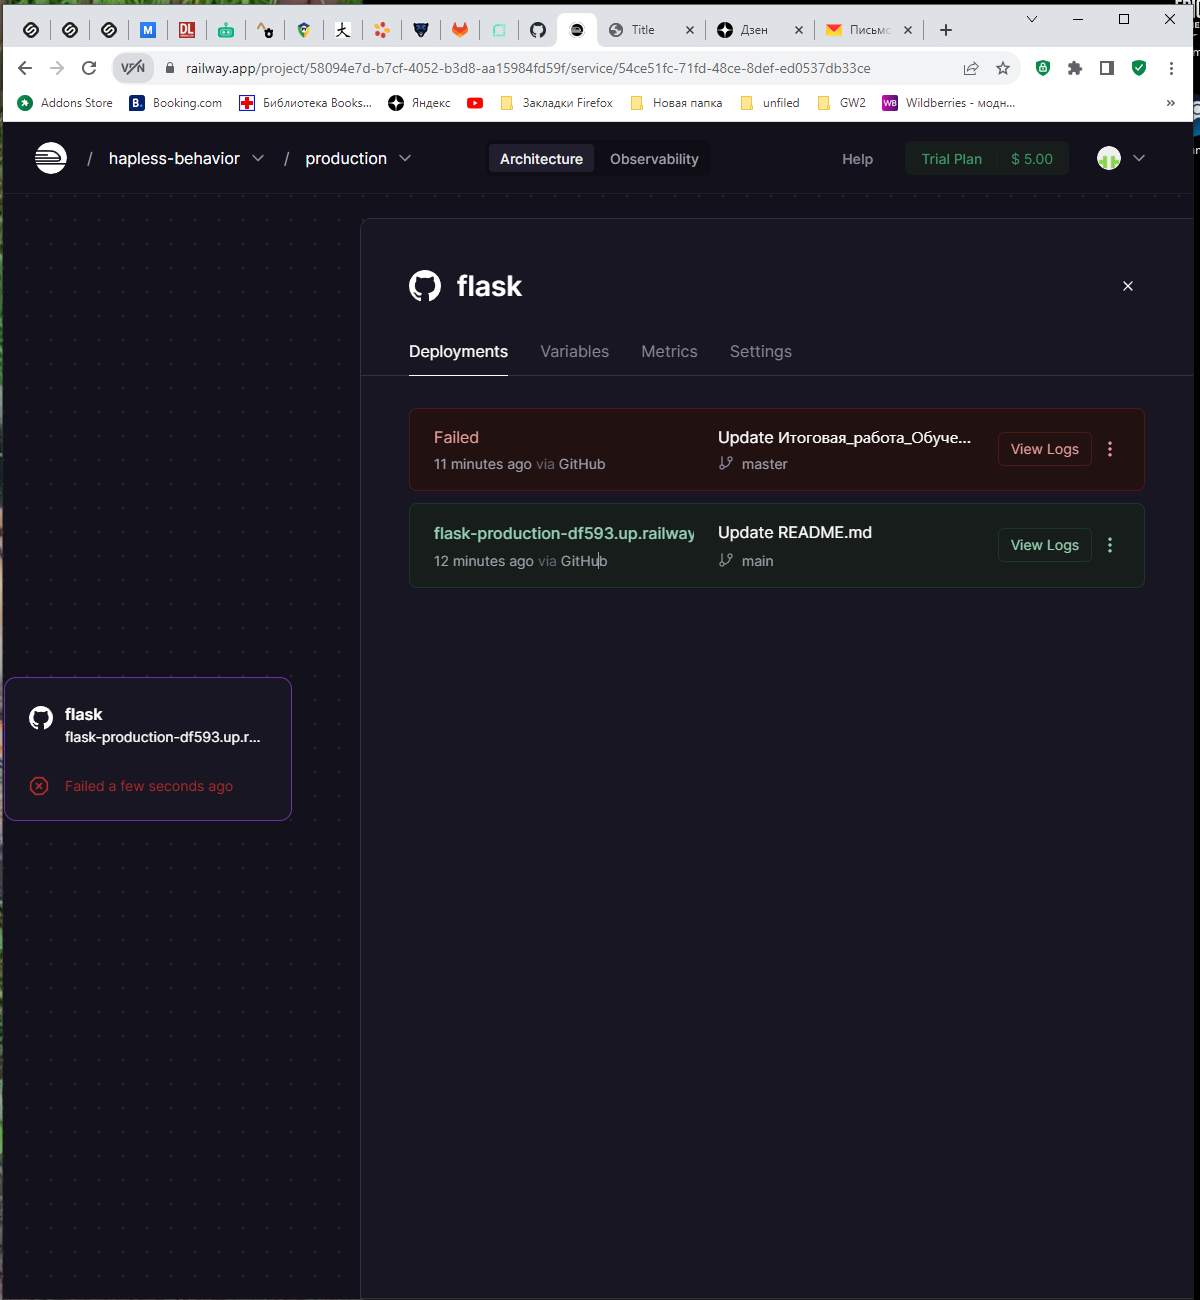 Title
Дзен
Письмо
VPN
railway.app/project/58094e7d-b7cf-4052-b3d8-aa15984fd59f/service/54ce51fc-71fd-48ce-8def-ed0537db33ce
Addons Store
B. Booking.com
Библиотека Books...
Яндекс
Закладки Firefox
Новая папка
unfiled
GW2
WB Wildberries - модн...
»
/ hapless-behavior / production
Architecture
Observability
Help
Trial Plan $ 5.00
flask
Deployments
Variables
Metrics
Settings
Failed
11 minutes ago via GitHub
Update Итоговая_работа_Обуче...
master
View Logs
flask-production-df593.up.railway
12 minutes ago via GitHub
Update README.md
main
View Logs
flask
flask-production-df593.up.r...
Failed a few seconds ago